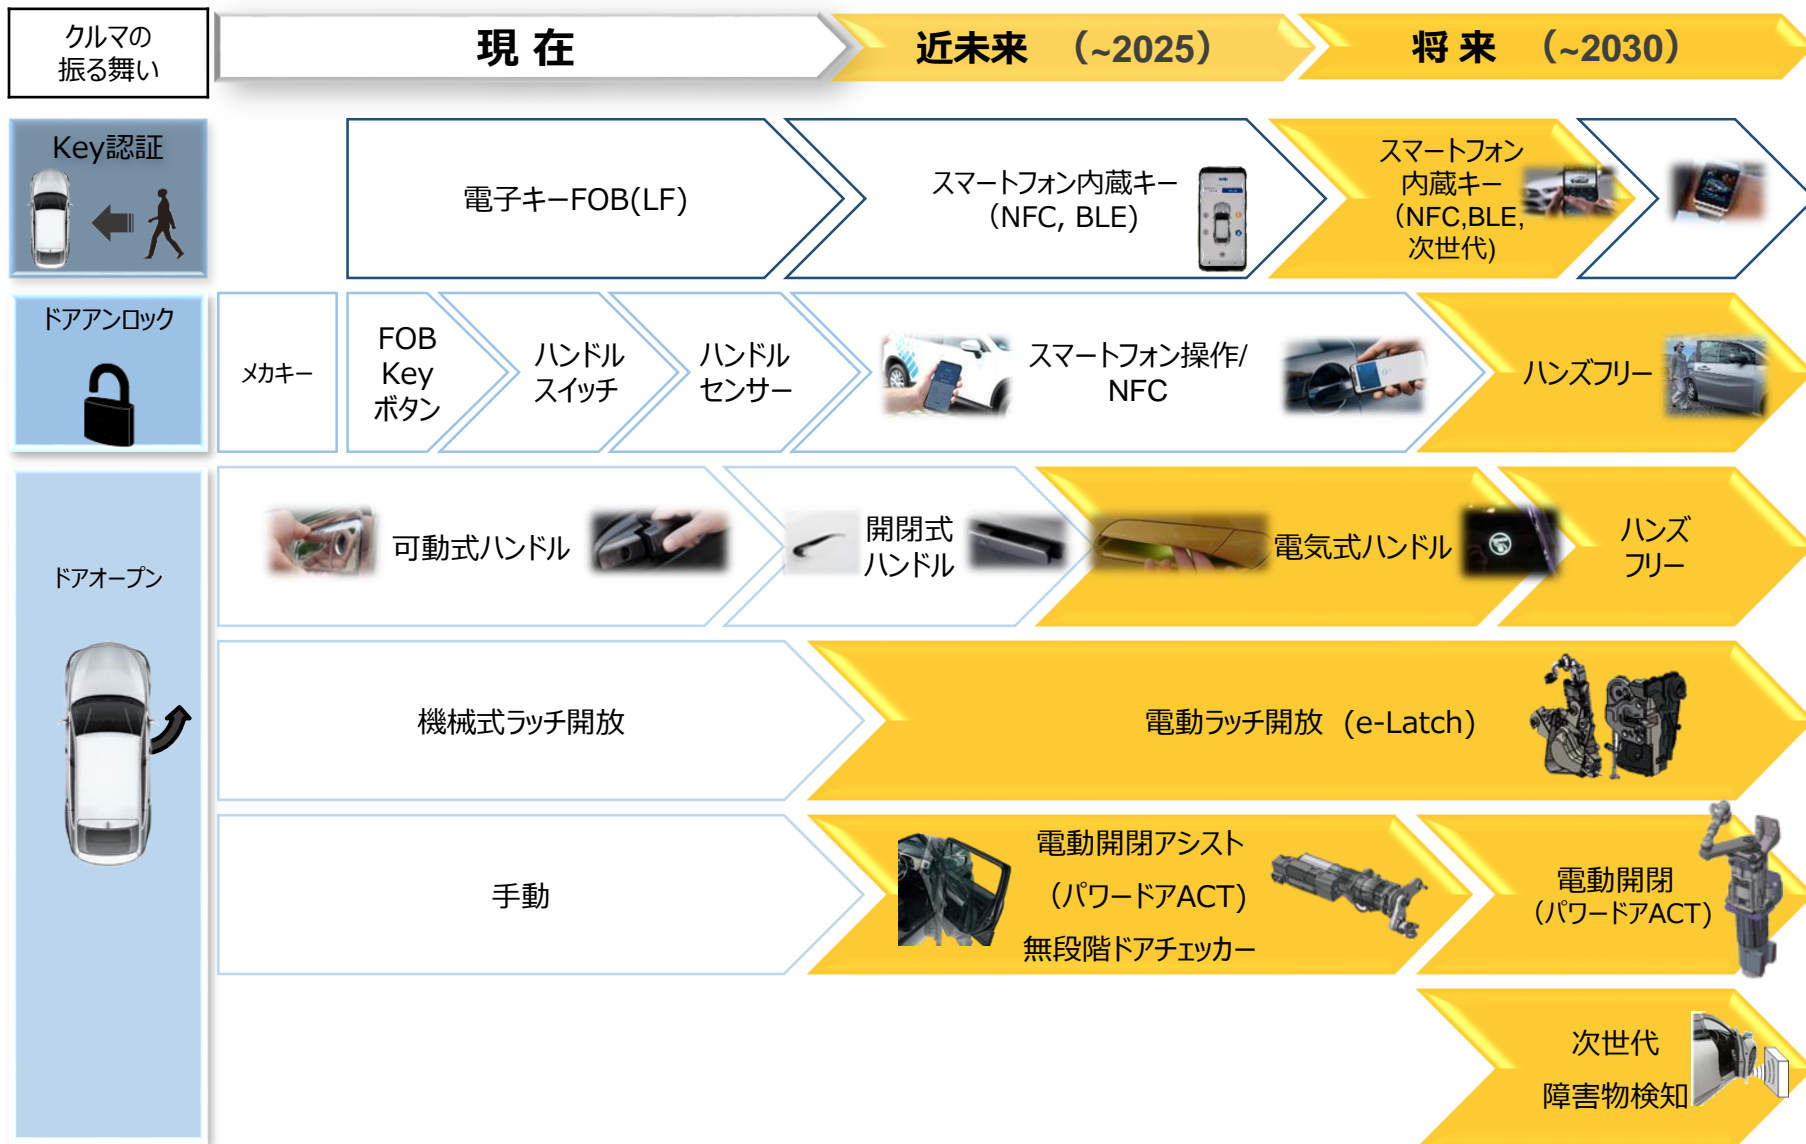 クルマの
振る舞い
現 在
近未来 （~2025）
将 来 （~2030）
Key認証
電子キーFOB(LF)
スマートフォン内蔵キー
（NFC, BLE)
スマートフォン
内蔵キー
（NFC,BLE,
次世代)
ドアアンロック
メカキー
FOB
Key
ボタン
ハンドル
スイッチ
ハンドル
センサー
スマートフォン操作/
NFC
ハンズフリー
ドアオープン
可動式ハンドル
開閉式
ハンドル
電気式ハンドル
ハンズ
フリー
機械式ラッチ開放
電動ラッチ開放 (e-Latch)
手動
電動開閉アシスト
（パワードアACT)
無段階ドアチェッカー
電動開閉
（パワードアACT)
次世代
障害物検知